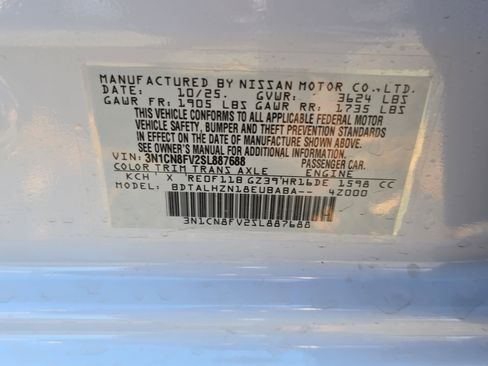 MANUFACTURED BY NISSAN MOTOR CO., LTD.
DATE: 10/25. GVWR: 3624 LBS
GAWR FR: 1905 LBS GAWR RR: 1735 LBS
THIS VEHICLE CONFORMS TO ALL APPLICABLE FEDERAL MOTOR
VEHICLE SAFETY, BUMPER AND THEFT PREVENTION STANDARDS
IN EFFECT ON THE DATE OF MANUFACTURE SHOWN ABOVE.
SEE OWNER'S MANUAL FOR ADDITIONAL INFORMATION
VIN: 3N1CN8FV2SL887688 PASSENGER CAR.
COLOR TRIM TRANS AXLE ENGINE
KCH X RE0F11B GZ39 HR16DE 1598 CC
MODEL: BDTALHZN18EUBABA-- 4Z000
3N1CN8FV2SL887688